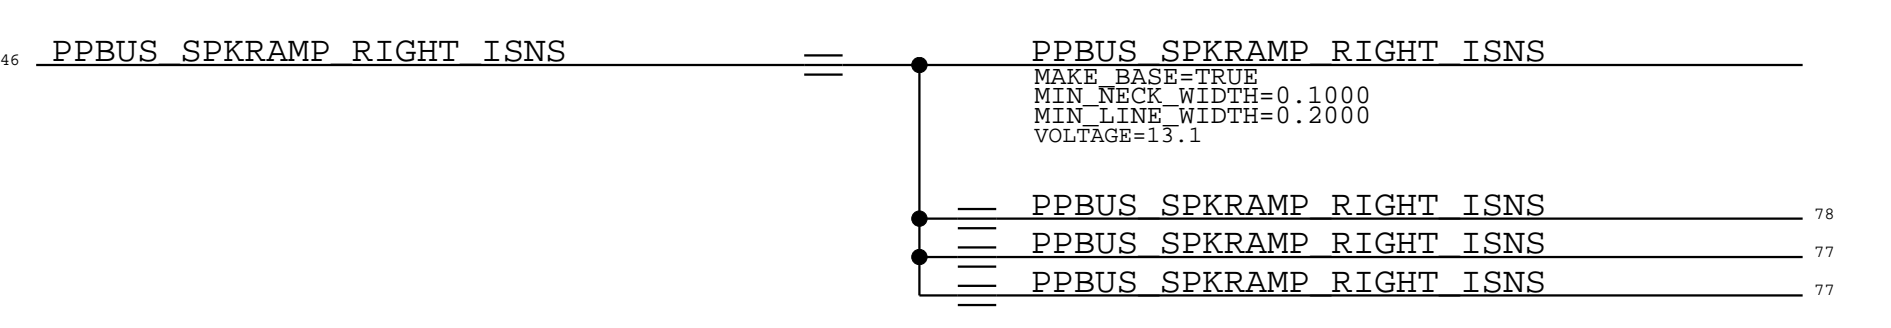 46 PPBUS_SPKRAMP_RIGHT_ISNS PPBUS_SPKRAMP_RIGHT_ISNS
MAKE_BASE=TRUE
MIN_NECK_WIDTH=0.1000
MIN_LINE_WIDTH=0.2000
VOLTAGE=13.1
PPBUS_SPKRAMP_RIGHT_ISNS 78
PPBUS_SPKRAMP_RIGHT_ISNS 77
PPBUS_SPKRAMP_RIGHT_ISNS 77